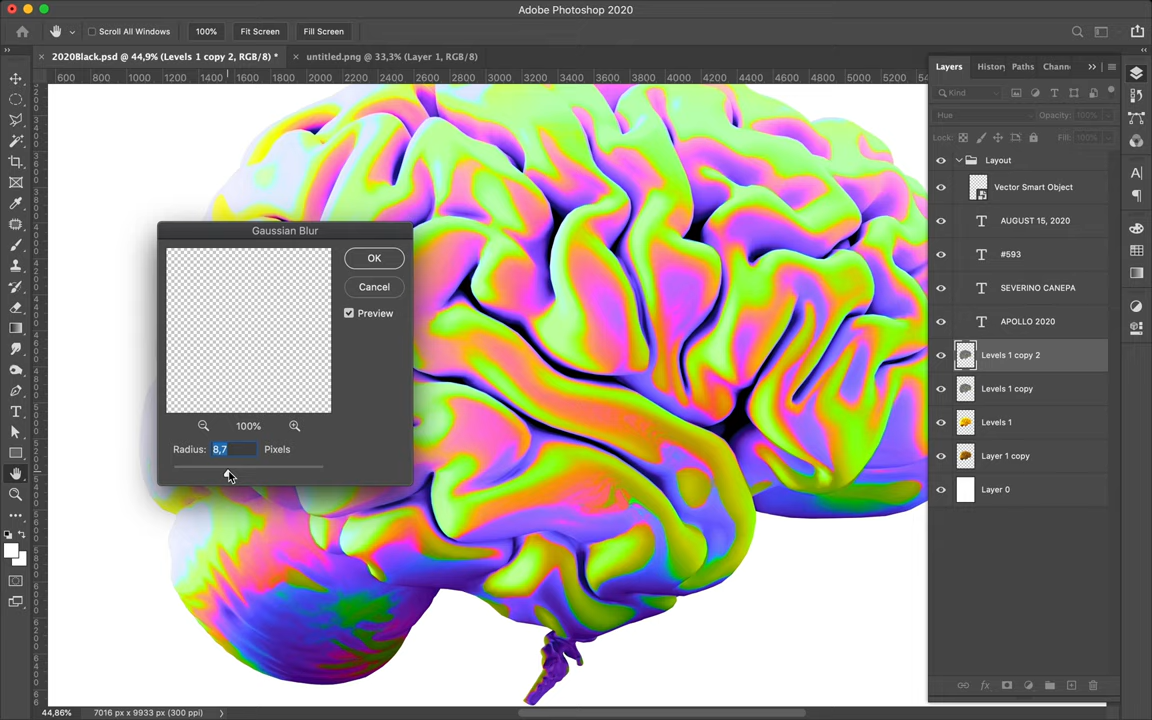 Adobe Photoshop 2020
Scroll All Windows
100%
Fit Screen
Fill Screen
2020Black.psd @ 44,9% (Levels 1 copy 2, RGB/8) *
untitled.png @ 33,3% (Layer 1, RGB/8)
600 800 1000 1200 1400 1600 1800 2000 2200 2400 2600 2800 3000 3200 3400 3600 3800 4000 4200 4400 4600 4800 5000 5200
Layers
History
Paths
Chann
Kind
Hue
Opacity: 100%
Lock:
Fill: 100%
Layout
Vector Smart Object
AUGUST 15, 2020
#593
SEVERINO CANEPA
APOLLO 2020
Levels 1 copy 2
Levels 1 copy
Levels 1
Layer 1 copy
Layer 0
Gaussian Blur
OK
Cancel
Preview
100%
Radius: 8,7 Pixels
44,86%
7016 px x 9933 px (300 ppi)